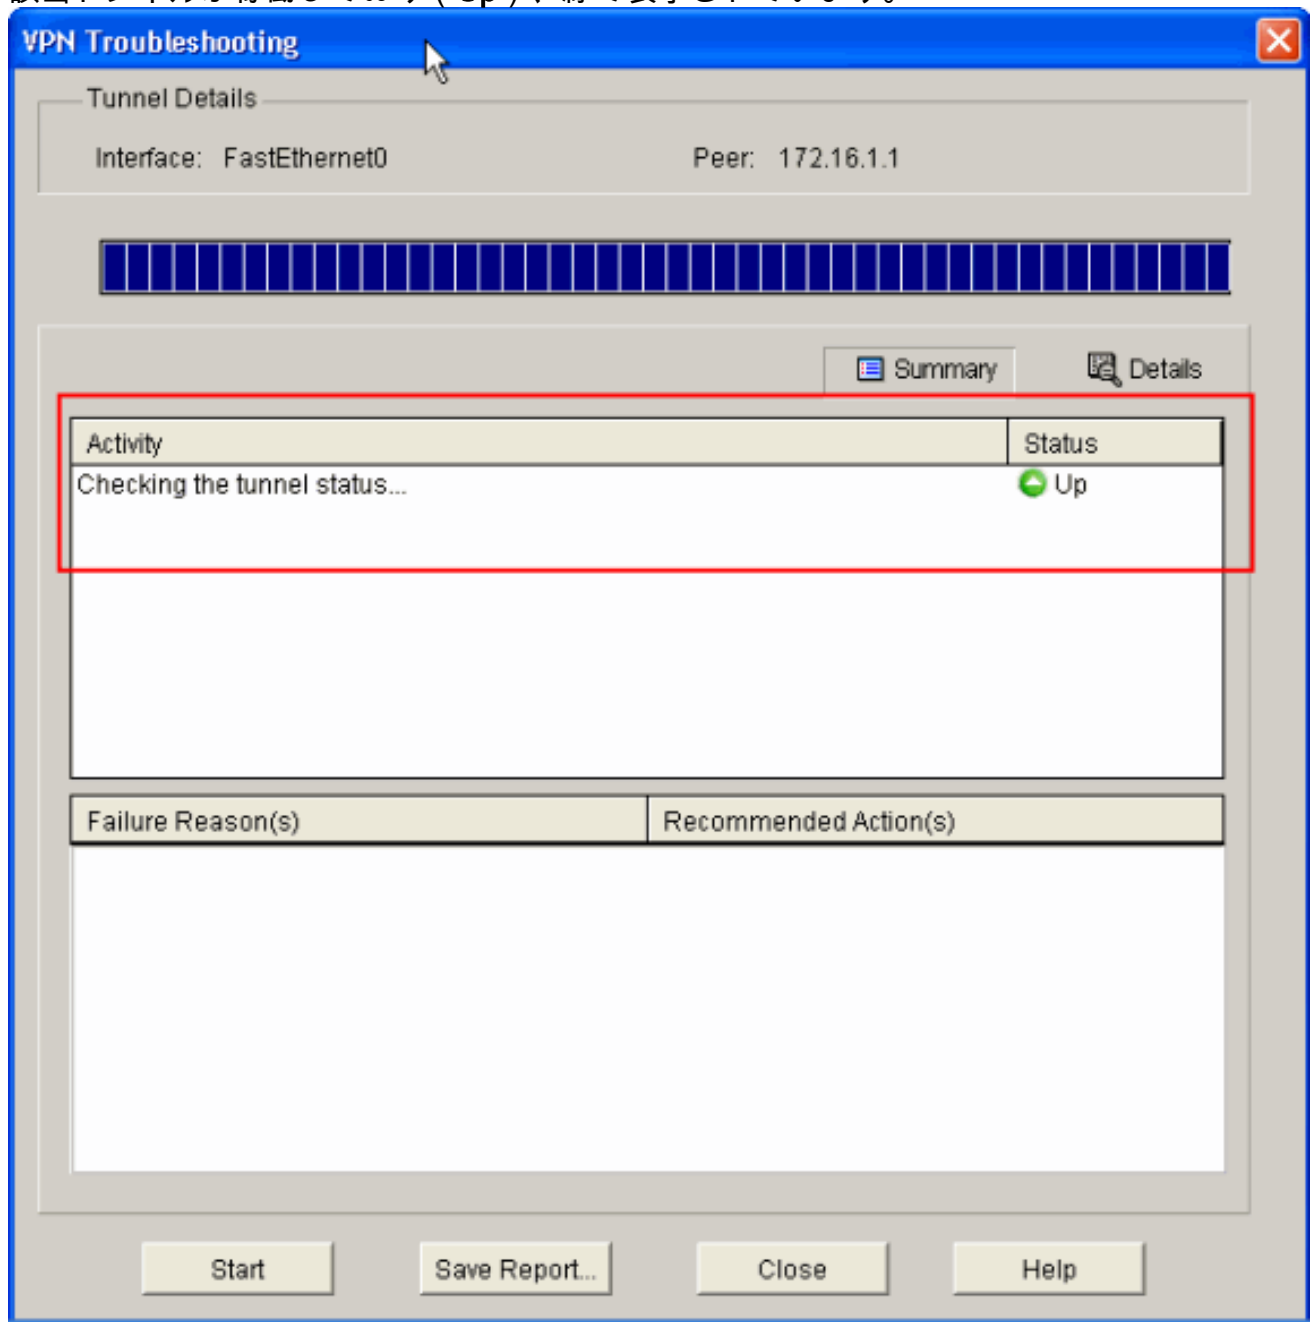 VPN Troubleshooting
Tunnel Details
Interface: FastEthernet0 Peer: 172.16.1.1
Summary Details
Activity Status
Checking the tunnel status... Up
Failure Reason(s) Recommended Action(s)
Start Save Report... Close Help